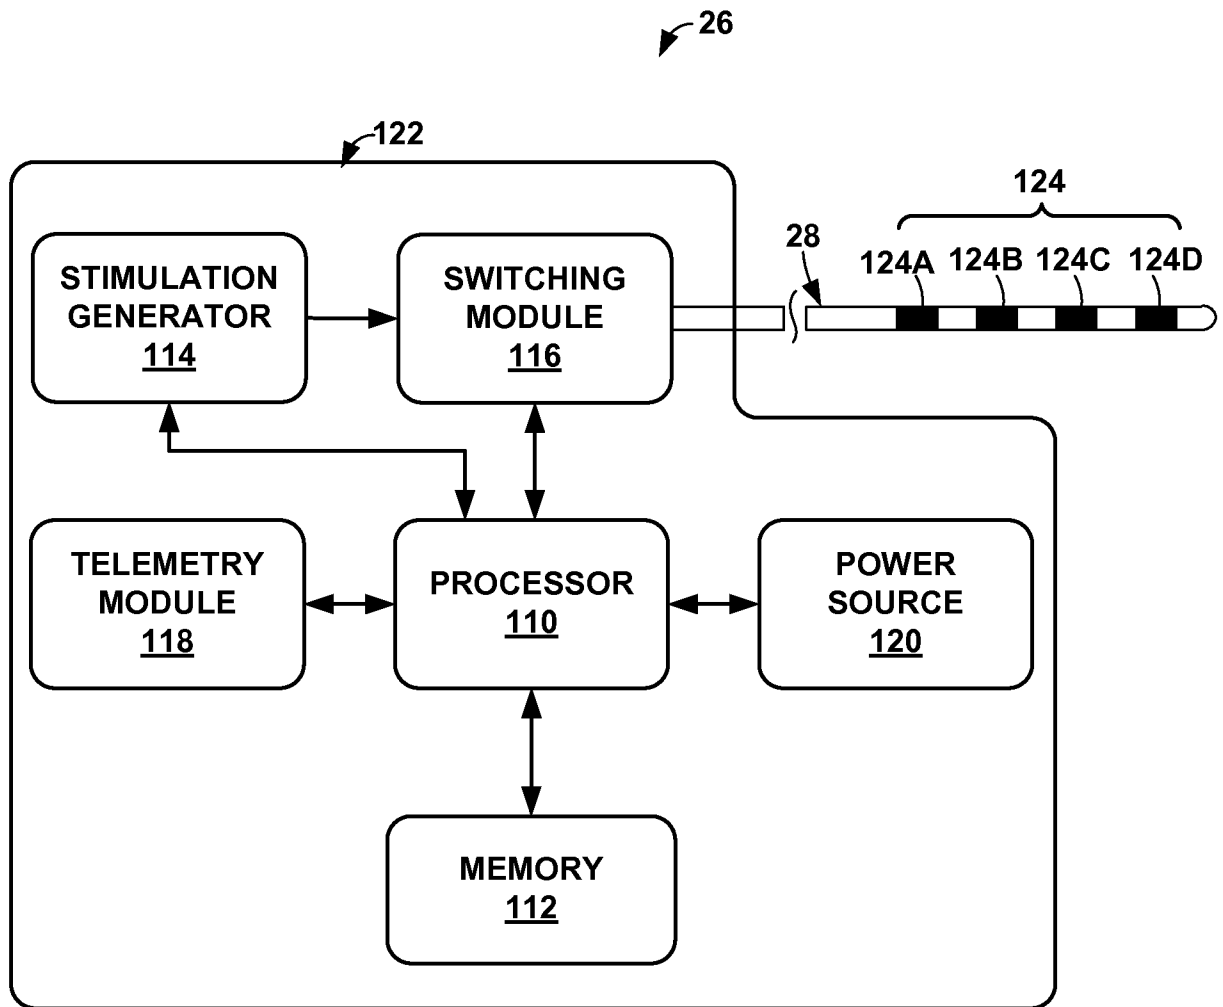 26
122
124
28
124A 124B 124C 124D
STIMULATION
GENERATOR
114
SWITCHING
MODULE
116
TELEMETRY
MODULE
118
PROCESSOR
110
POWER
SOURCE
120
MEMORY
112